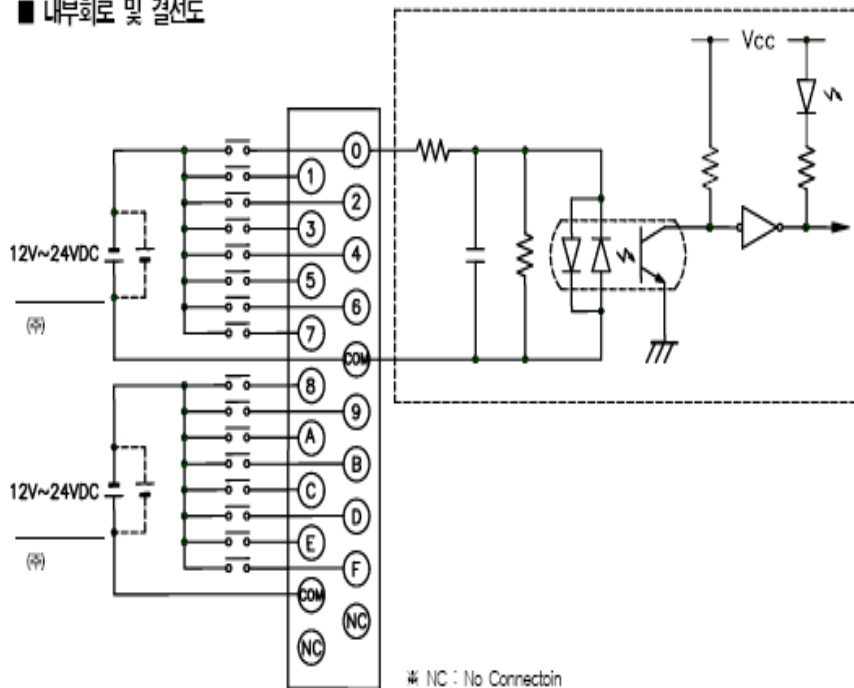 ■ 내부회로 및 결선도
Vcc
0
1
2
3
12V~24VDC
4
5
6
(주)
7
COM
8
9
A
B
12V~24VDC
C
D
E
(주)
F
COM
NC
NC
※ NC : No Connectoin